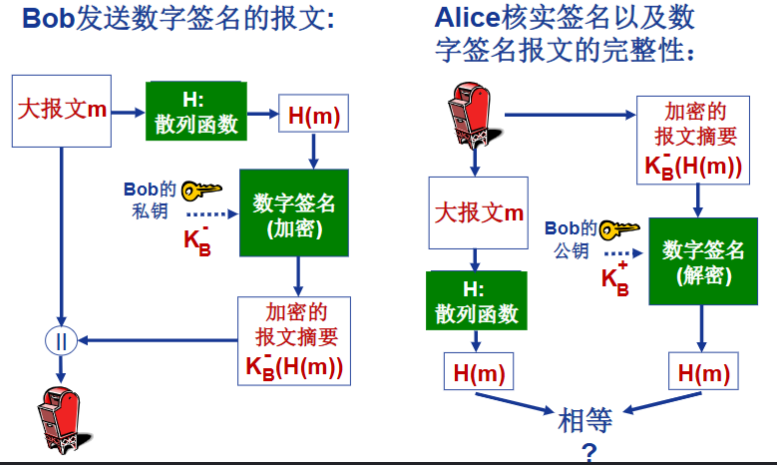 Bob发送数字签名的报文:
大报文m
H:
散列函数
H(m)
Bob的
私钥
K_B^-
数字签名
(加密)
加密的
报文摘要
K_B^-(H(m))
||
Alice核实签名以及数
字签名报文的完整性：
加密的
报文摘要
K_B^-(H(m))
大报文m
Bob的
公钥
K_B^+
数字签名
(解密)
H:
散列函数
H(m)
H(m)
相等
?